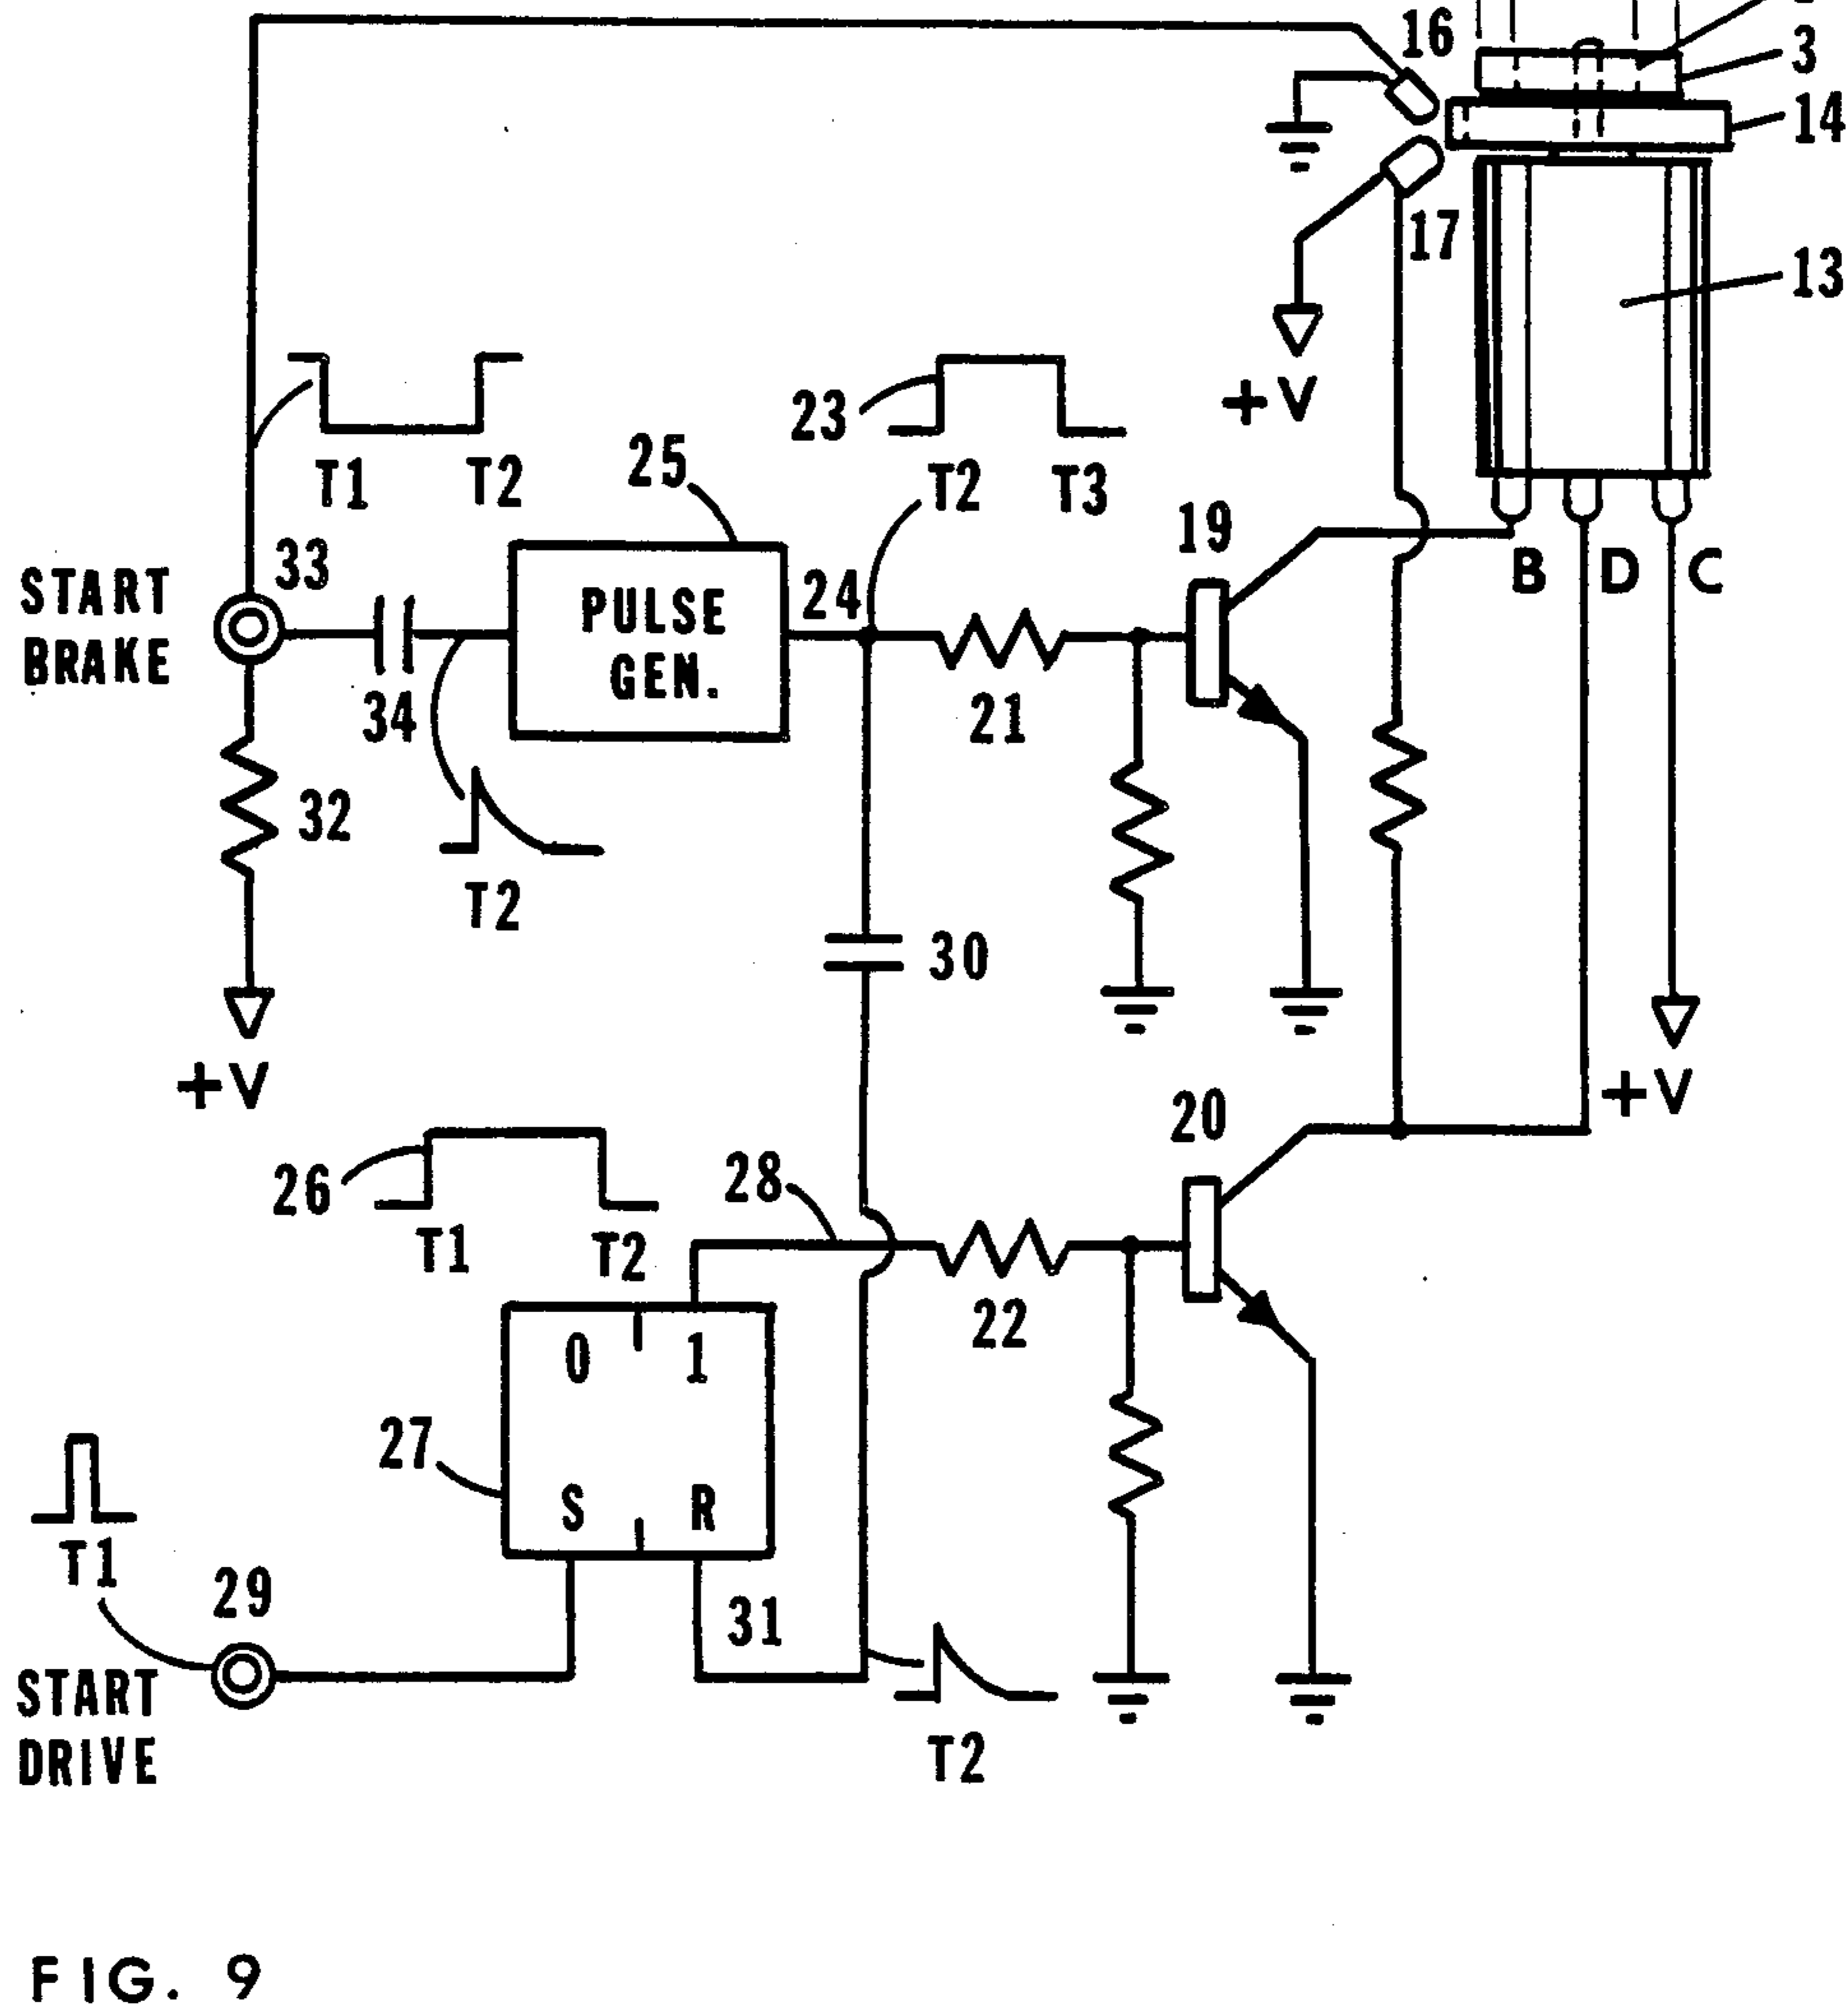 16
3
14
17
13
+V
23
T1 T2
25
T2 T3
19
33
START
BRAKE
PULSE
GEN.
24
B D C
34
21
32
T2
30
+V
+V
20
26
28
T1 T2
22
0 1
27
S R
T1
29
31
START
DRIVE
T2
FIG. 9